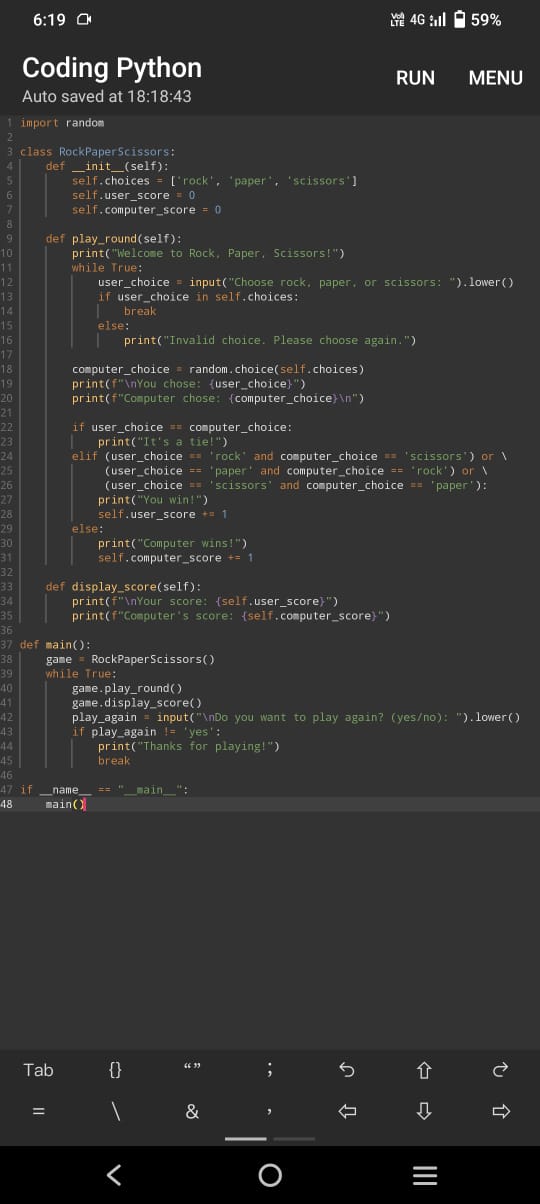 6:19 Vo) LTE 4G 59%
Coding Python
RUN MENU
Auto saved at 18:18:43
1 import random
2
3 class RockPaperScissors:
4     def __init__(self):
5         self.choices = ['rock', 'paper', 'scissors']
6         self.user_score = 0
7         self.computer_score = 0
8
9     def play_round(self):
10         print("Welcome to Rock, Paper, Scissors!")
11         while True:
12             user_choice = input("Choose rock, paper, or scissors: ").lower()
13             if user_choice in self.choices:
14                 break
15             else:
16                 print("Invalid choice. Please choose again.")
17
18         computer_choice = random.choice(self.choices)
19         print(f"\nYou chose: {user_choice}")
20         print(f"Computer chose: {computer_choice}\n")
21
22         if user_choice == computer_choice:
23             print("It's a tie!")
24         elif (user_choice == 'rock' and computer_choice == 'scissors') or \
25              (user_choice == 'paper' and computer_choice == 'rock') or \
26              (user_choice == 'scissors' and computer_choice == 'paper'):
27             print("You win!")
28             self.user_score += 1
29         else:
30             print("Computer wins!")
31             self.computer_score += 1
32
33     def display_score(self):
34         print(f"\nYour score: {self.user_score}")
35         print(f"Computer's score: {self.computer_score}")
36
37 def main():
38     game = RockPaperScissors()
39     while True:
40         game.play_round()
41         game.display_score()
42         play_again = input("\nDo you want to play again? (yes/no): ").lower()
43         if play_again != 'yes':
44             print("Thanks for playing!")
45             break
46
47 if __name__ == "__main__":
48     main()
Tab {} “” ;
= \ & ,